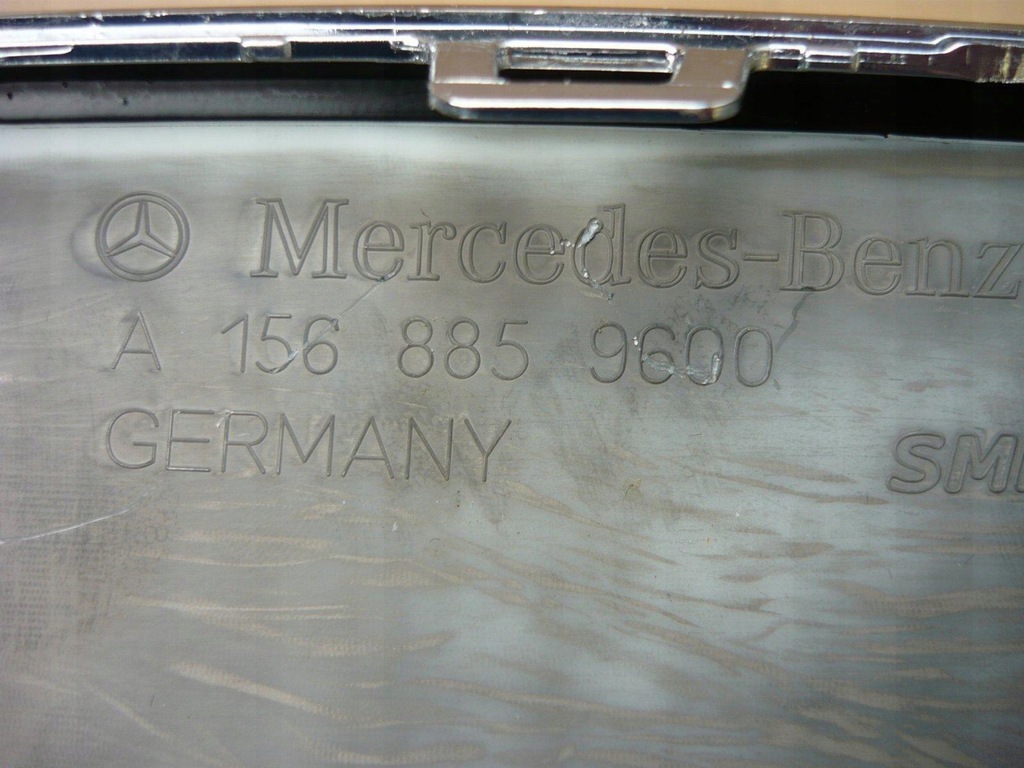 Mercedes-Benz
A 156 885 9600
GERMANY